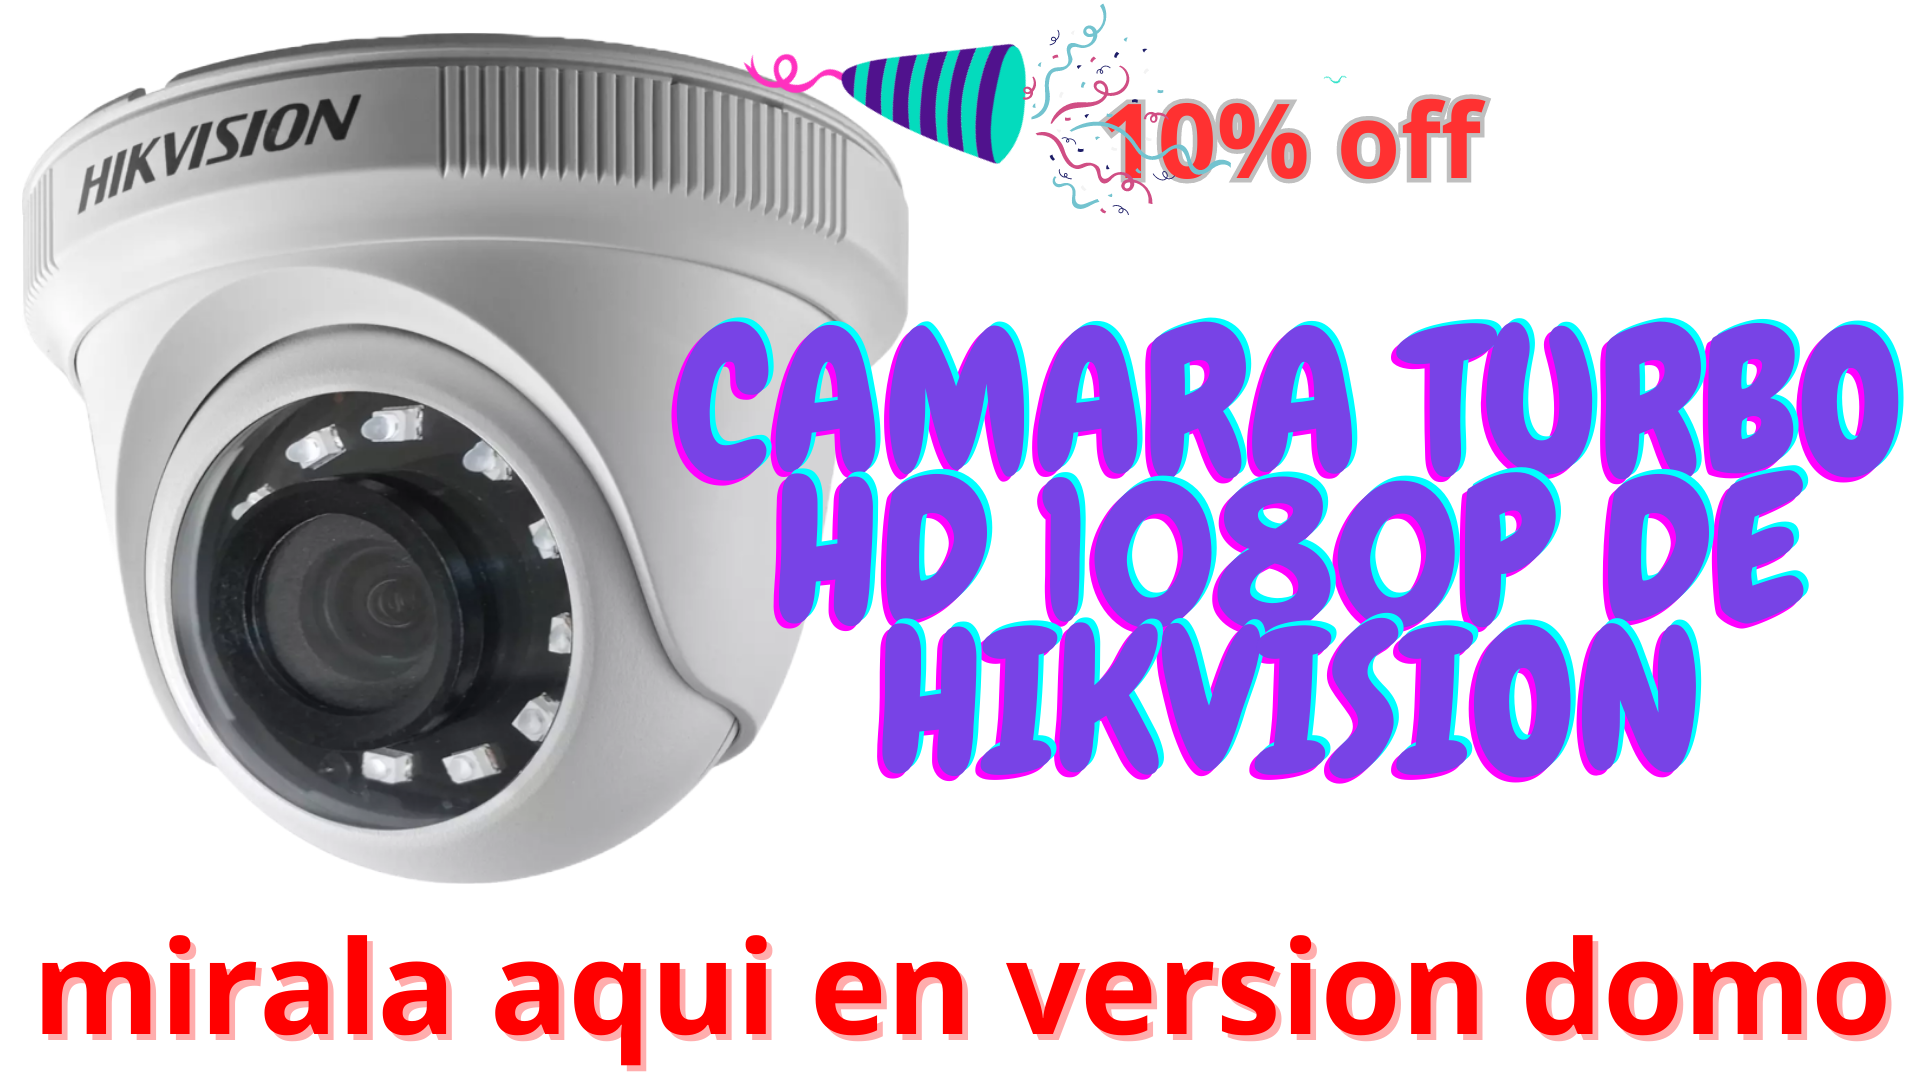 HIKVISION
10% off
CAMARA TURBO
HD 1080P DE
HIKVISION
mirala aqui en version domo